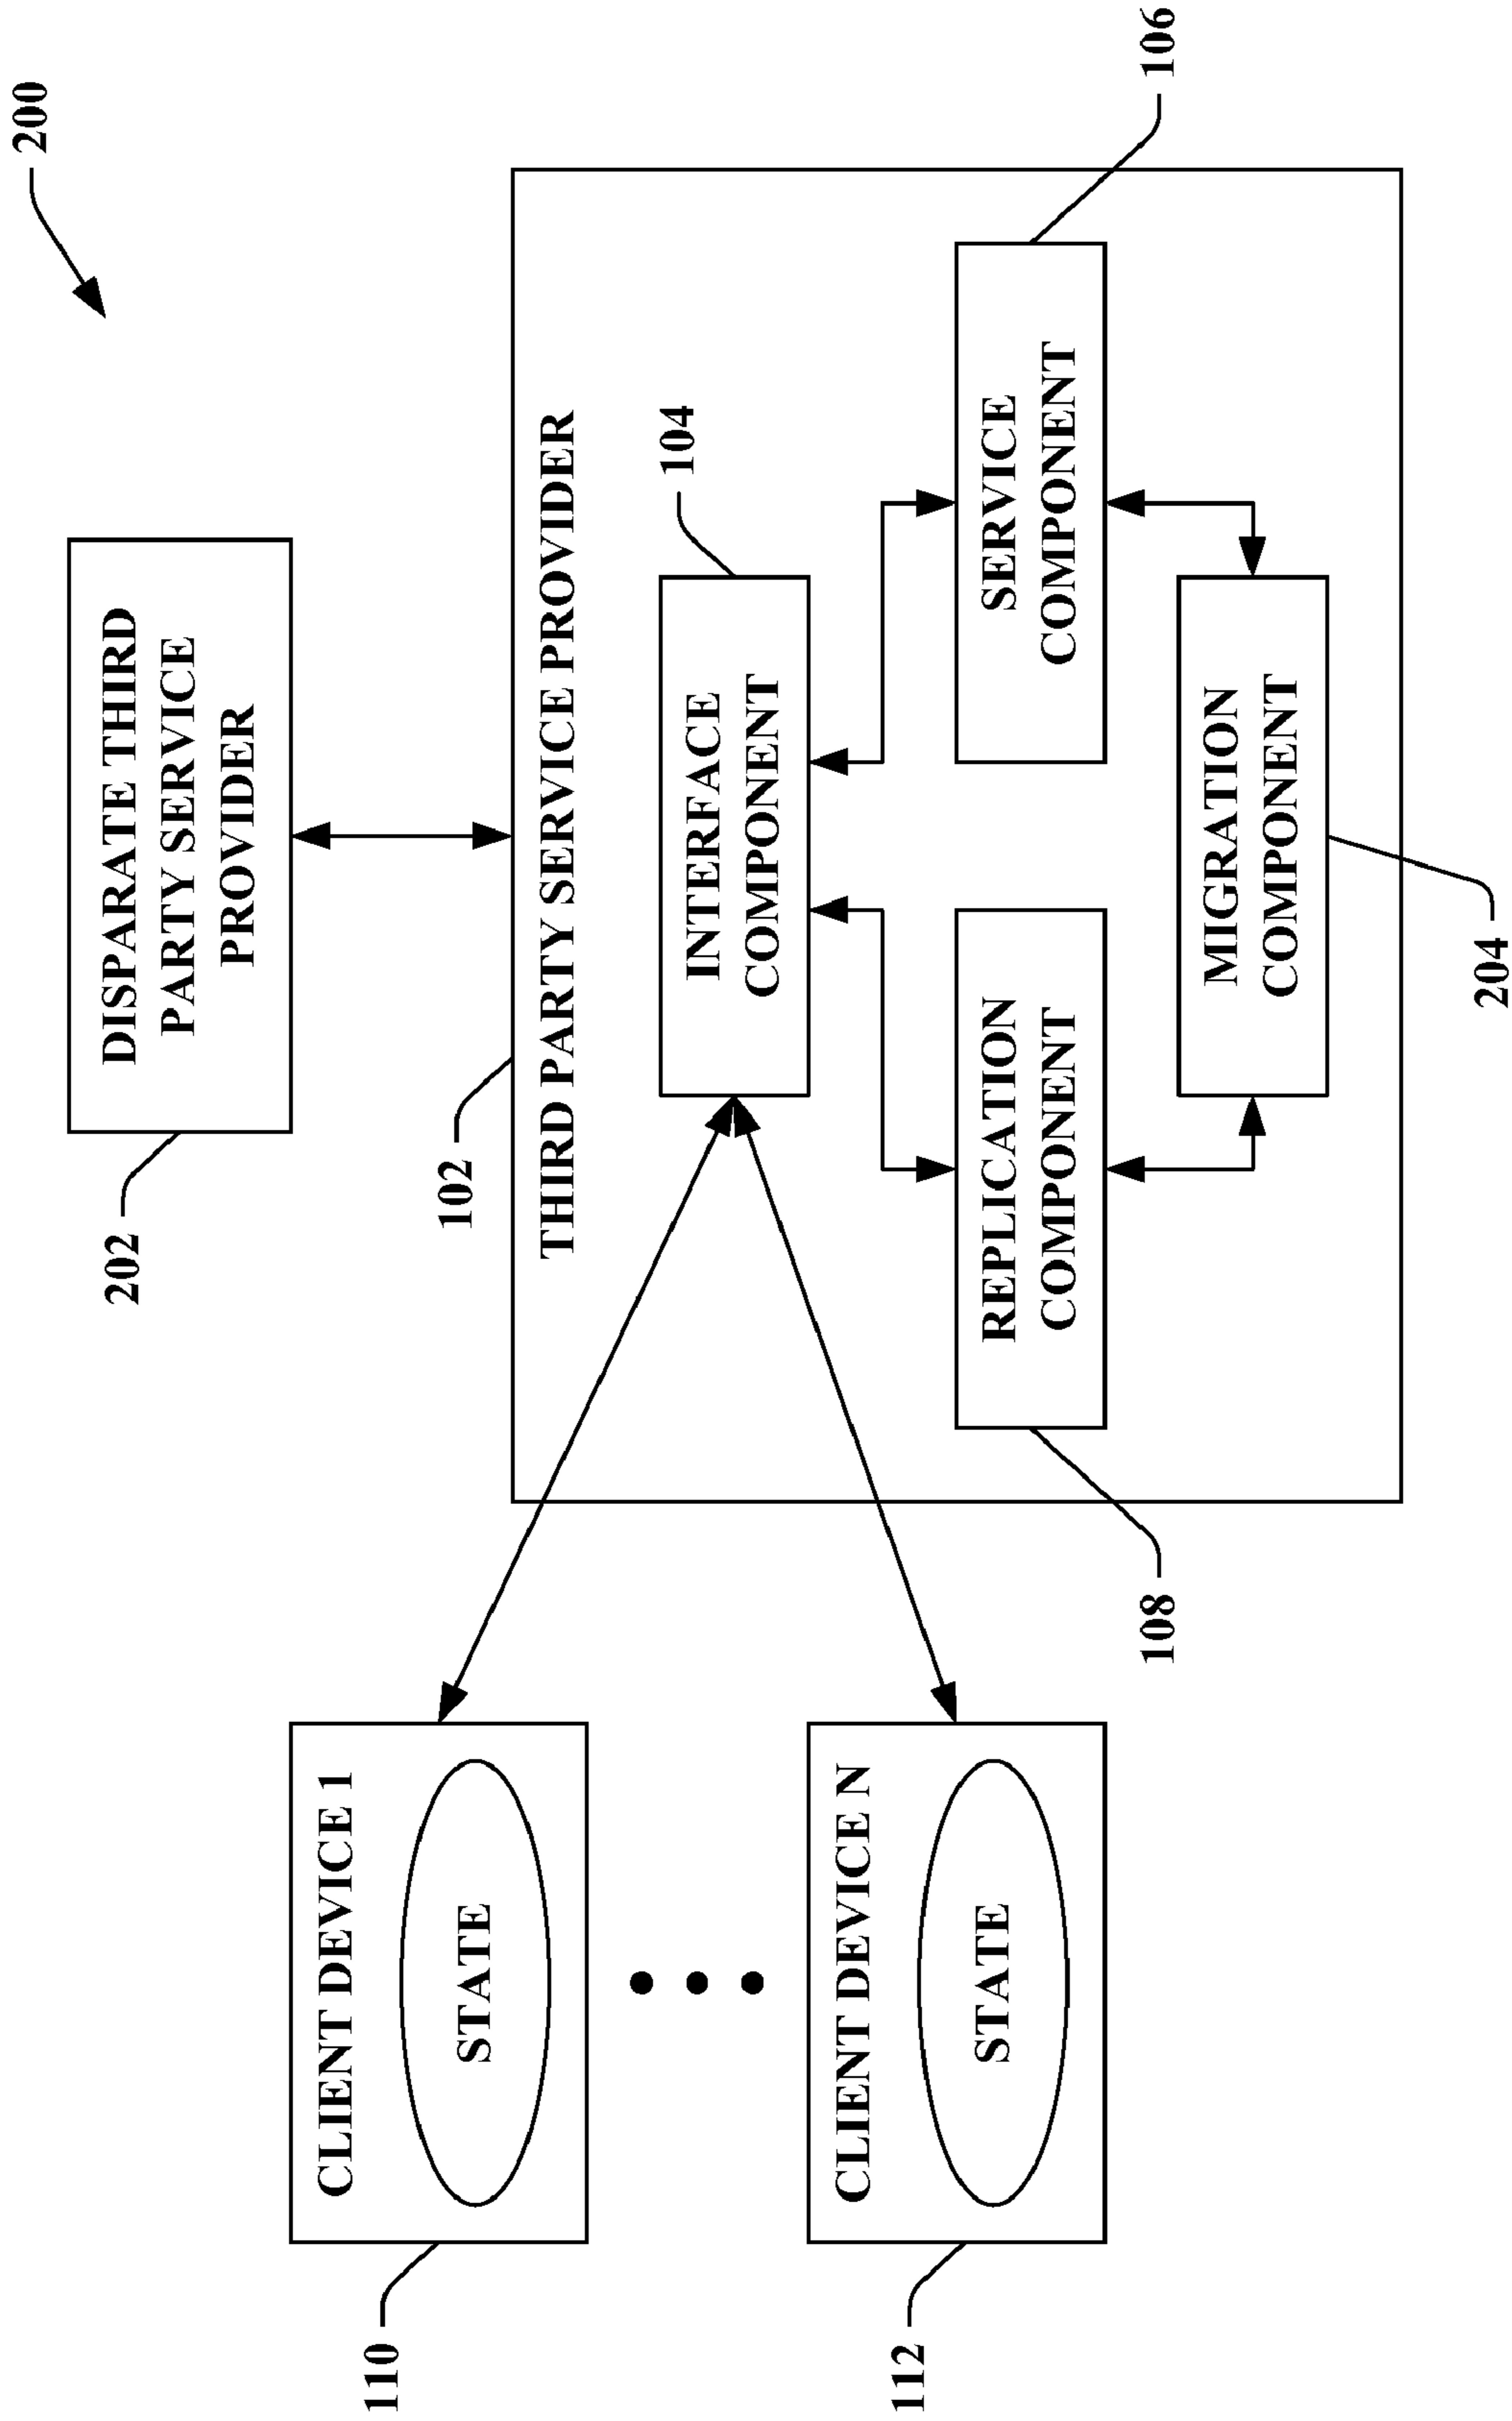 200
DISPARATE THIRD
PARTY SERVICE
PROVIDER
202
102
THIRD PARTY SERVICE PROVIDER
110
CLIENT DEVICE 1
STATE
INTERFACE
COMPONENT
104
112
CLIENT DEVICE N
STATE
REPLICATION
COMPONENT
108
SERVICE
COMPONENT
106
MIGRATION
COMPONENT
204